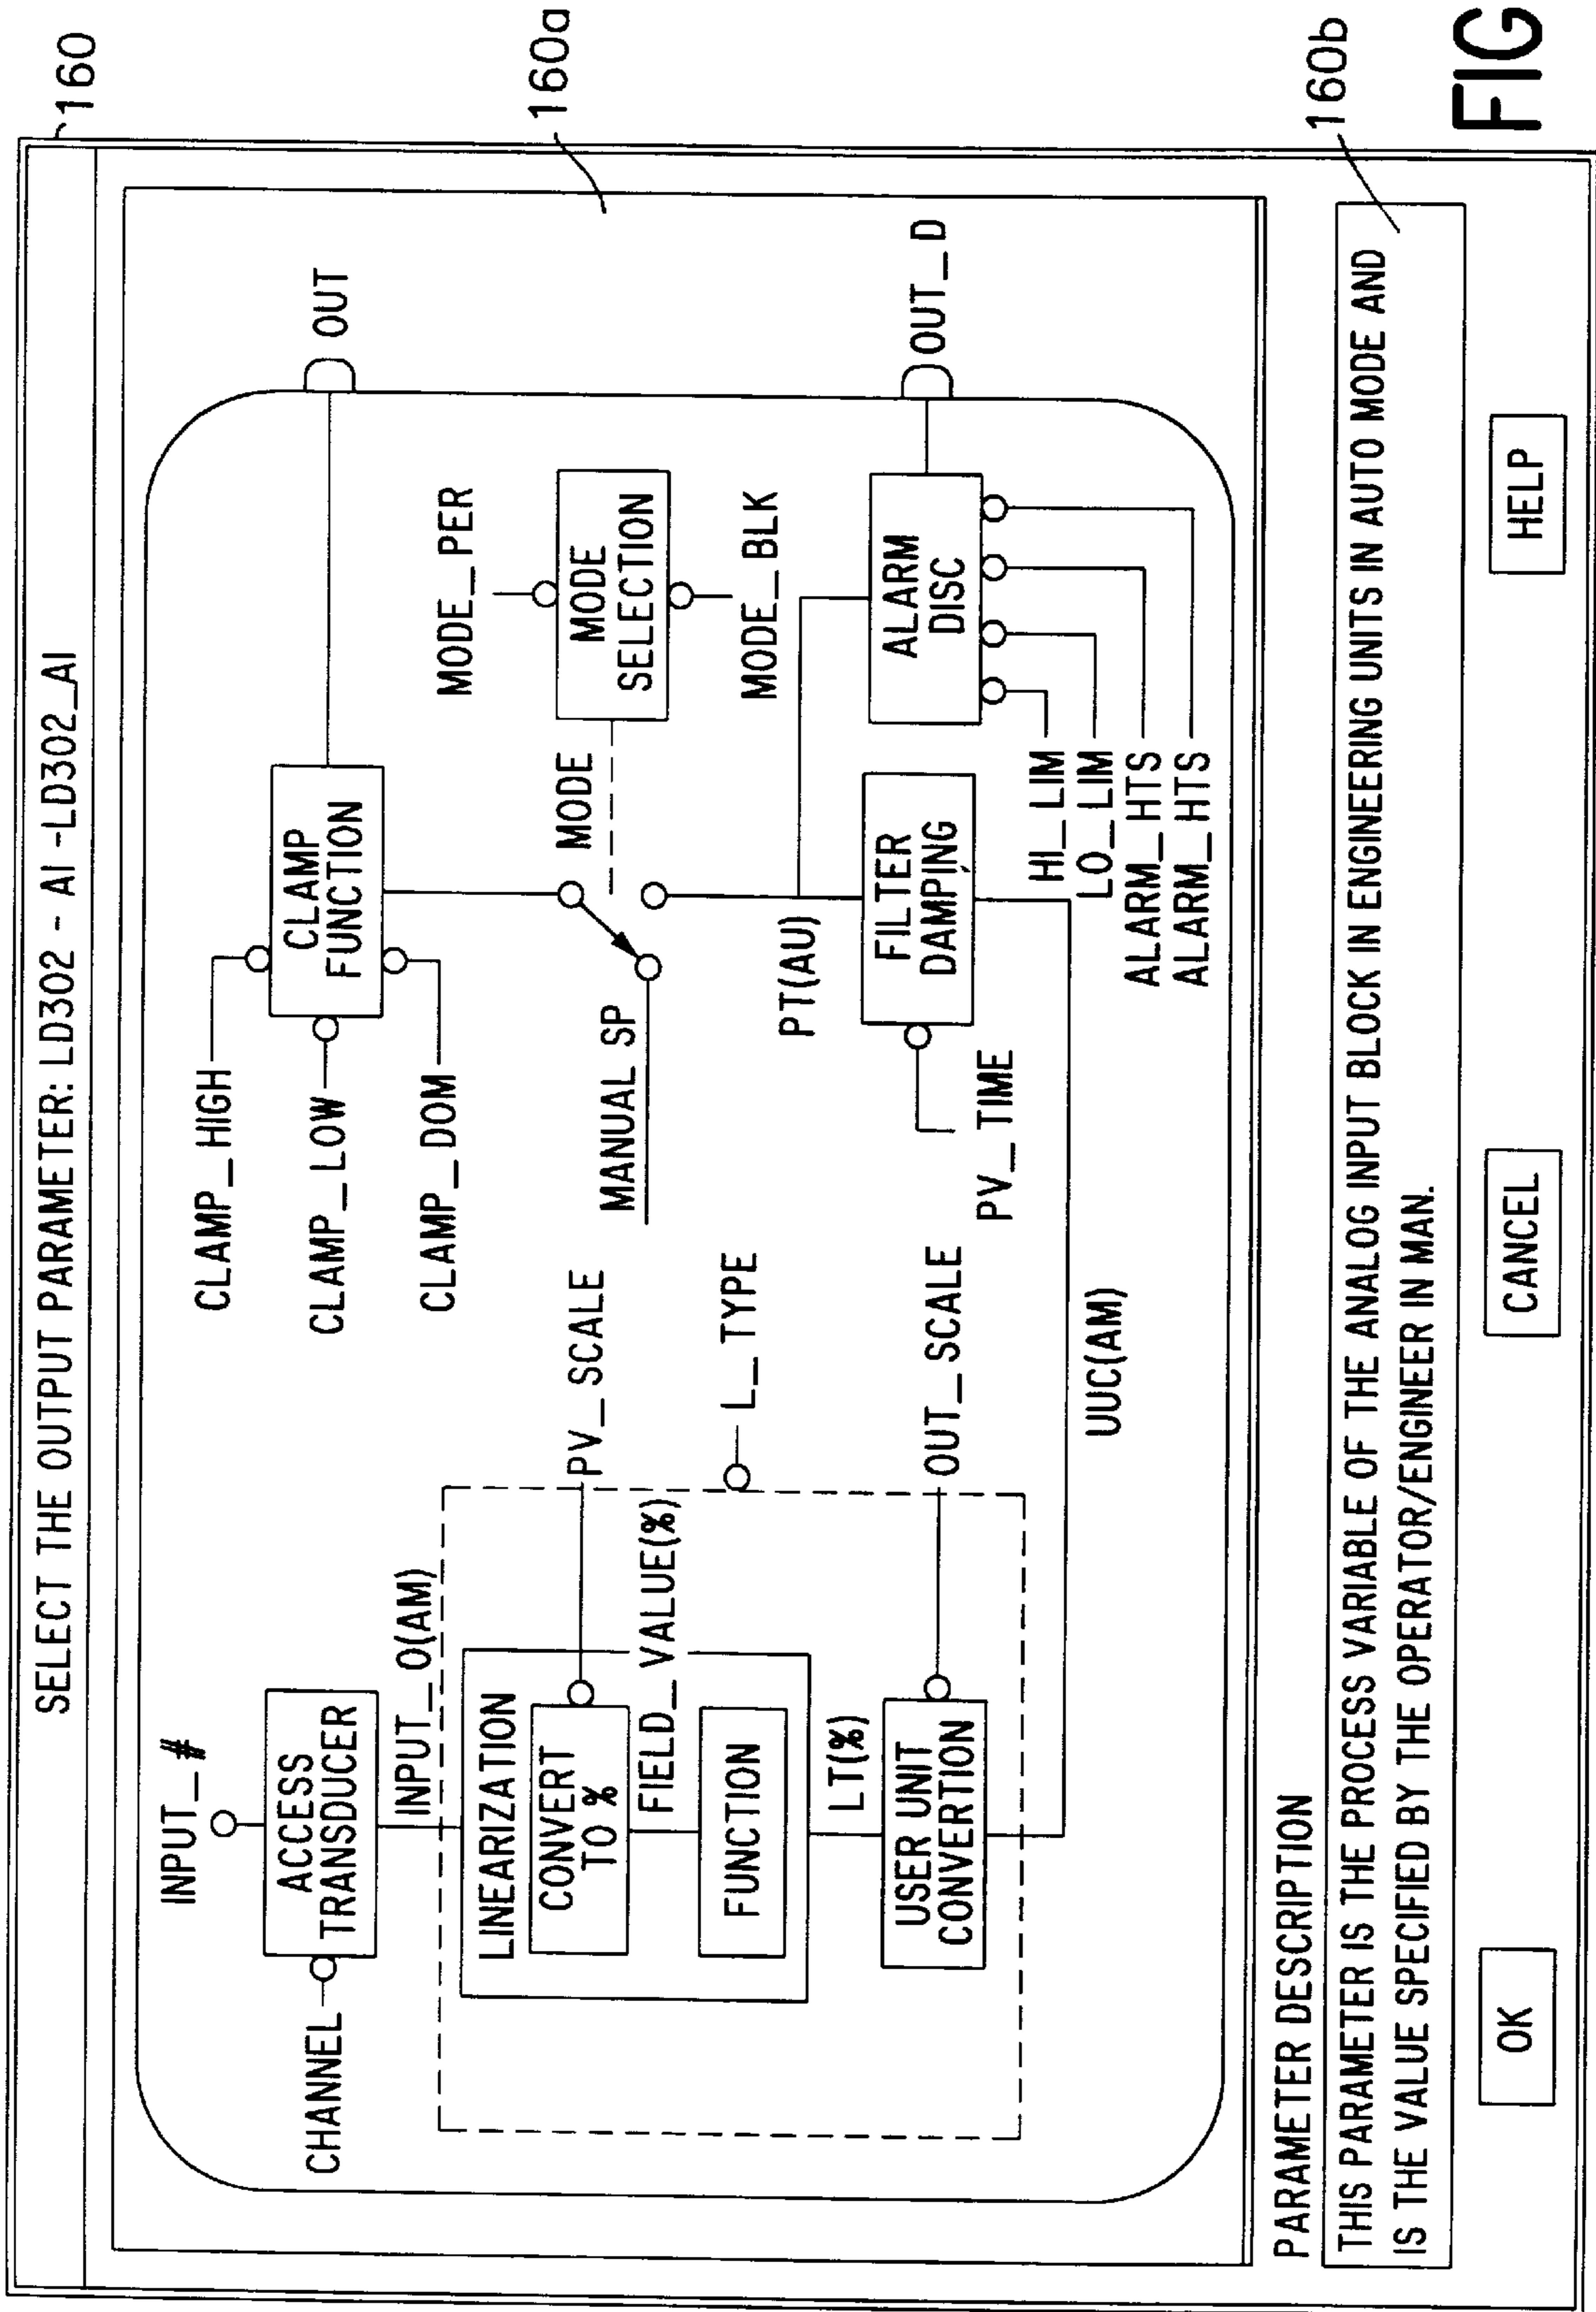 SELECT THE OUTPUT PARAMETER: LD302 - AI -LD302_AI
160
160a
INPUT_#
CHANNEL
ACCESS
TRANSDUCER
INPUT_O(AM)
LINEARIZATION
CONVERT
TO %
FIELD_VALUE(%)
FUNCTION
LT(%)
USER UNIT
CONVERTION
PV_SCALE
L_TYPE
OUT_SCALE
UUC(AM)
CLAMP_HIGH
CLAMP_LOW
CLAMP_DOM
CLAMP
FUNCTION
OUT
MANUAL SP
MODE
MODE_PER
MODE
SELECTION
MODE_BLK
PT(AU)
PV_TIME
FILTER
DAMPING
ALARM
DISC
OUT_D
HI_LIM
LO_LIM
ALARM_HTS
ALARM_HTS
PARAMETER DESCRIPTION
160b
THIS PARAMETER IS THE PROCESS VARIABLE OF THE ANALOG INPUT BLOCK IN ENGINEERING UNITS IN AUTO MODE AND
IS THE VALUE SPECIFIED BY THE OPERATOR/ENGINEER IN MAN.
OK
CANCEL
HELP
FIG